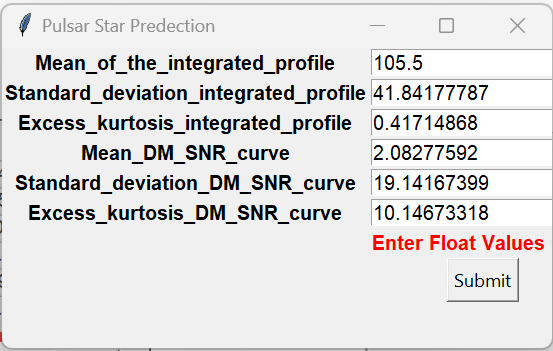 Pulsar Star Predection
Mean_of_the_integrated_profile 105.5
Standard_deviation_integrated_profile 41.84177787
Excess_kurtosis_integrated_profile 0.41714868
Mean_DM_SNR_curve 2.08277592
Standard_deviation_DM_SNR_curve 19.14167399
Excess_kurtosis_DM_SNR_curve 10.14673318
Enter Float Values
Submit